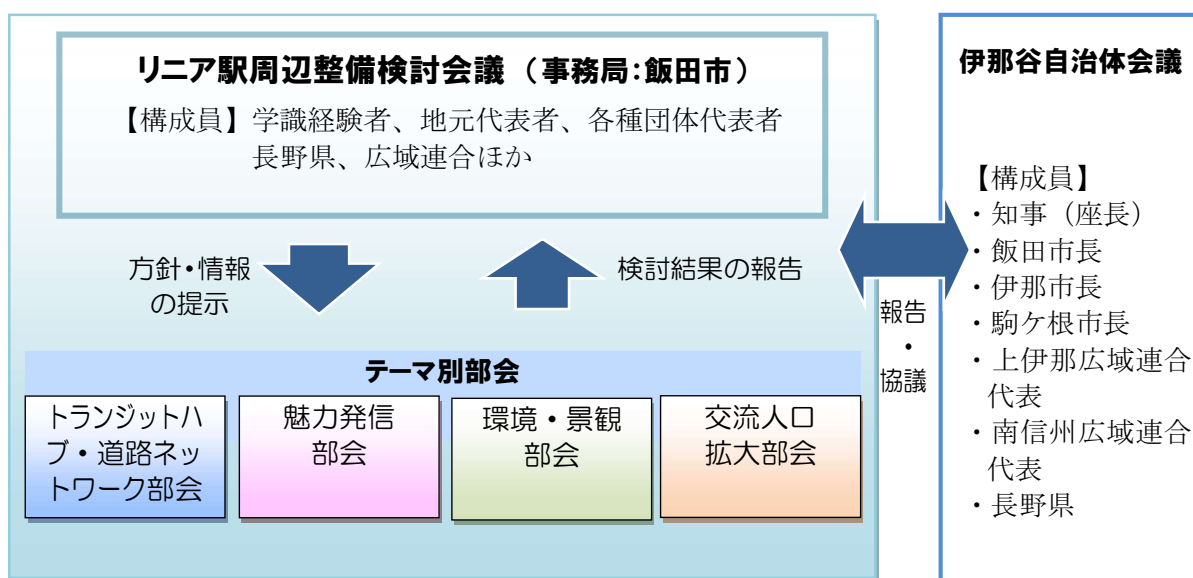 リニア駅周辺整備検討会議（事務局：飯田市）
【構成員】学識経験者、地元代表者、各種団体代表者
長野県、広域連合ほか
方針・情報
の提示
検討結果の報告
テーマ別部会
トランジットハ
ブ・道路ネッ
トワーク部会
魅力発信
部会
環境・景観
部会
交流人口
拡大部会
報告
・
協議
伊那谷自治体会議
【構成員】
・知事（座長）
・飯田市長
・伊那市長
・駒ケ根市長
・上伊那広域連合
代表
・南信州広域連合
代表
・長野県